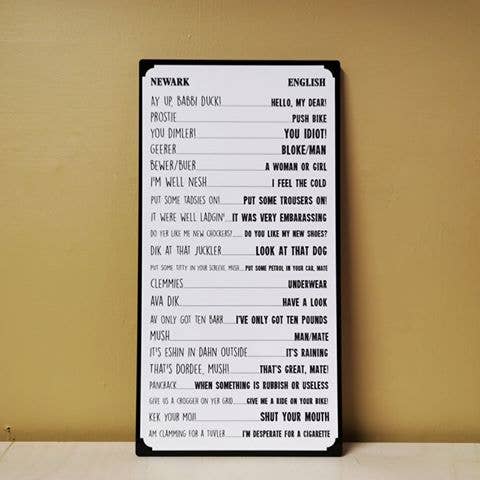 NEWARK ENGLISH
AY UP, BABBI DUCK! HELLO, MY DEAR!
PROSTIE PUSH BIKE
YOU DIMLER! YOU IDIOT!
GEERER BLOKE/MAN
BEWER/BUER A WOMAN OR GIRL
I'M WELL NESH I FEEL THE COLD
PUT SOME TADSIES ON! PUT SOME TROUSERS ON!
IT WERE WELL LADGIN! IT WAS VERY EMBARASSING
DO YER LIKE ME NEW CHOCKERS? DO YOU LIKE MY NEW SHOES?
DIK AT THAT JUCKLER LOOK AT THAT DOG
PUT SOME TITTY IN YOUR SCREEVE, MUSH PUT SOME PETROL IN YOUR CAR, MATE
CLEMMIES UNDERWEAR
AVA DIK HAVE A LOOK
AV ONLY GOT TEN BARR I'VE ONLY GOT TEN POUNDS
MUSH MAN/MATE
IT'S ESHIN IN DAHN OUTSIDE IT'S RAINING
THAT'S DORDEE, MUSH! THAT'S GREAT, MATE!
PANCRACK WHEN SOMETHING IS RUBBISH OR USELESS
GIVE US A CROGGER ON YER GRID GIVE ME A RIDE ON YOUR BIKE!
KEK YOUR MOI! SHUT YOUR MOUTH
AM CLAMMING FOR A TUVLER I'M DESPERATE FOR A CIGARETTE